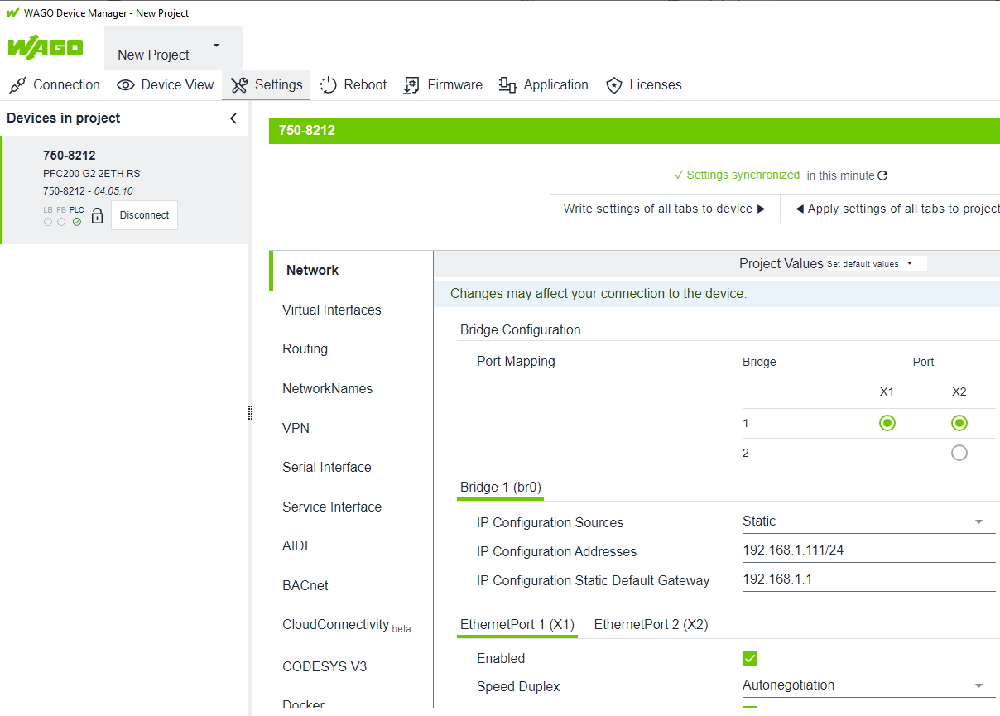 WAGO Device Manager - New Project
WAGO
New Project
Connection Device View Settings Reboot Firmware Application Licenses
Devices in project
750-8212
PFC200 G2 2ETH RS
750-8212 - 04.05.10
LB FB PLC
Disconnect
750-8212
✓ Settings synchronized in this minute
Write settings of all tabs to device ▶
◀ Apply settings of all tabs to project
Network
Virtual Interfaces
Routing
NetworkNames
VPN
Serial Interface
Service Interface
AIDE
BACnet
CloudConnectivity beta
CODESYS V3
Docker
Project Values Set default values
Changes may affect your connection to the device.
Bridge Configuration
Port Mapping Bridge Port
X1 X2
1
2
Bridge 1 (br0)
IP Configuration Sources Static
IP Configuration Addresses 192.168.1.111/24
IP Configuration Static Default Gateway 192.168.1.1
EthernetPort 1 (X1) EthernetPort 2 (X2)
Enabled
Speed Duplex Autonegotiation